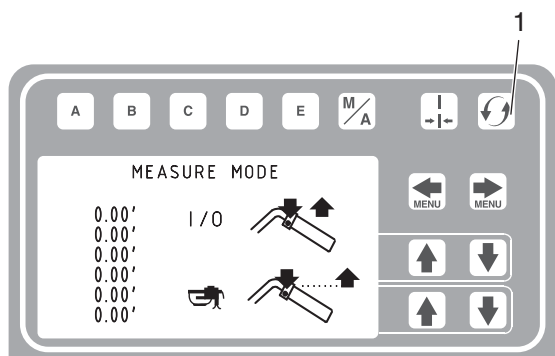 1
A B C D E M/A
MENU MENU
MEASURE MODE
0.00' I/O
0.00'
0.00'
0.00'
0.00'
0.00'